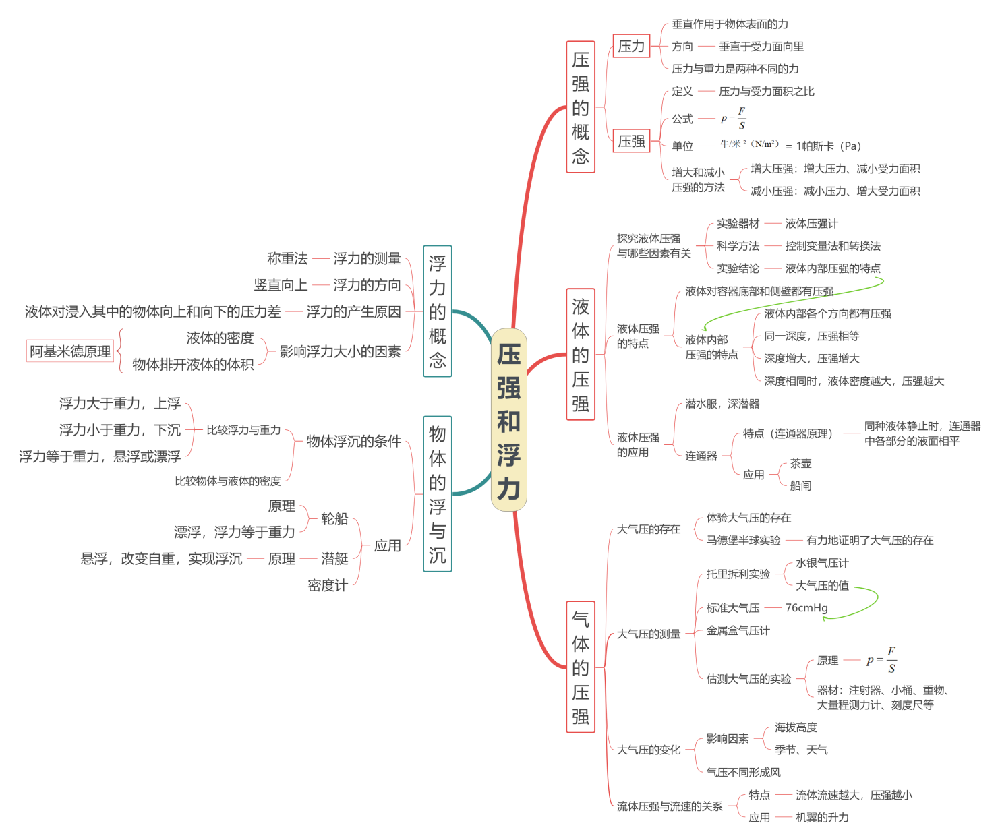 压强和浮力
压强的概念
压力
垂直作用于物体表面的力
方向
垂直于受力面向里
压力与重力是两种不同的力
压强
定义
压力与受力面积之比
公式
p = F/S
单位
牛/米²（N/m²） = 1帕斯卡（Pa）
增大和减小
压强的方法
增大压强：增大压力、减小受力面积
减小压强：减小压力、增大受力面积
液体的压强
探究液体压强
与哪些因素有关
实验器材
液体压强计
科学方法
控制变量法和转换法
实验结论
液体内部压强的特点
液体压强
的特点
液体对容器底部和侧壁都有压强
液体内部
压强的特点
液体内部各个方向都有压强
同一深度，压强相等
深度增大，压强增大
深度相同时，液体密度越大，压强越大
液体压强
的应用
潜水服，深潜器
连通器
特点（连通器原理）
同种液体静止时，连通器
中各部分的液面相平
应用
茶壶
船闸
气体的压强
大气压的存在
体验大气压的存在
马德堡半球实验
有力地证明了大气压的存在
大气压的测量
托里拆利实验
水银气压计
大气压的值
标准大气压
76cmHg
金属盒气压计
估测大气压的实验
原理
p = F/S
器材：注射器、小桶、重物、
大量程测力计、刻度尺等
大气压的变化
影响因素
海拔高度
季节、天气
气压不同形成风
流体压强与流速的关系
特点
流体流速越大，压强越小
应用
机翼的升力
浮力的概念
浮力的测量
称重法
浮力的方向
竖直向上
浮力的产生原因
液体对浸入其中的物体向上和向下的压力差
影响浮力大小的因素
液体的密度
物体排开液体的体积
阿基米德原理
物体的浮与沉
物体浮沉的条件
比较浮力与重力
浮力大于重力，上浮
浮力小于重力，下沉
浮力等于重力，悬浮或漂浮
比较物体与液体的密度
应用
轮船
原理
漂浮，浮力等于重力
潜艇
原理
悬浮，改变自重，实现浮沉
密度计